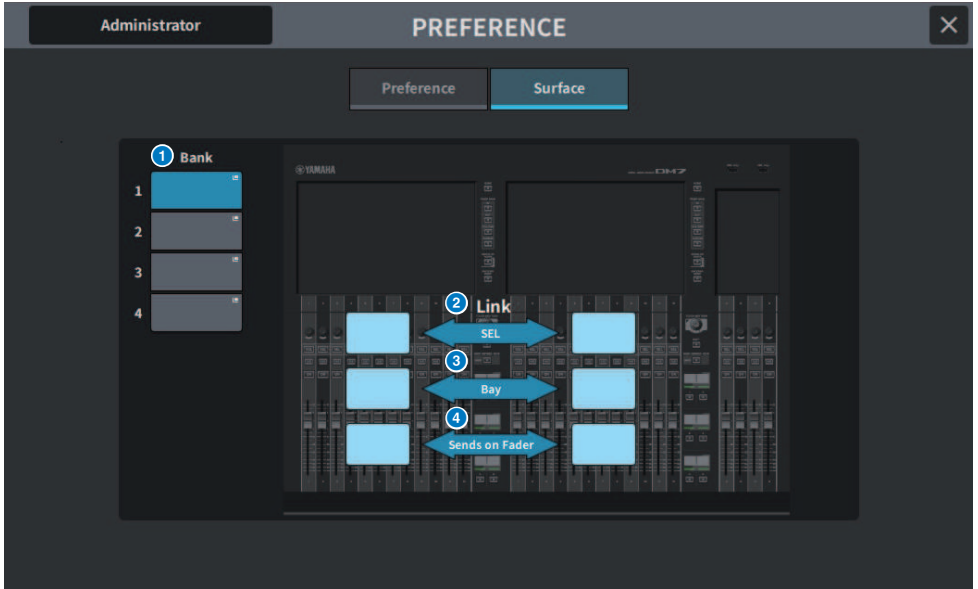 Administrator
PREFERENCE
Preference
Surface
1 Bank
1
2
3
4
YAMAHA
DM7
2 Link
SEL
3
Bay
4
Sends on Fader